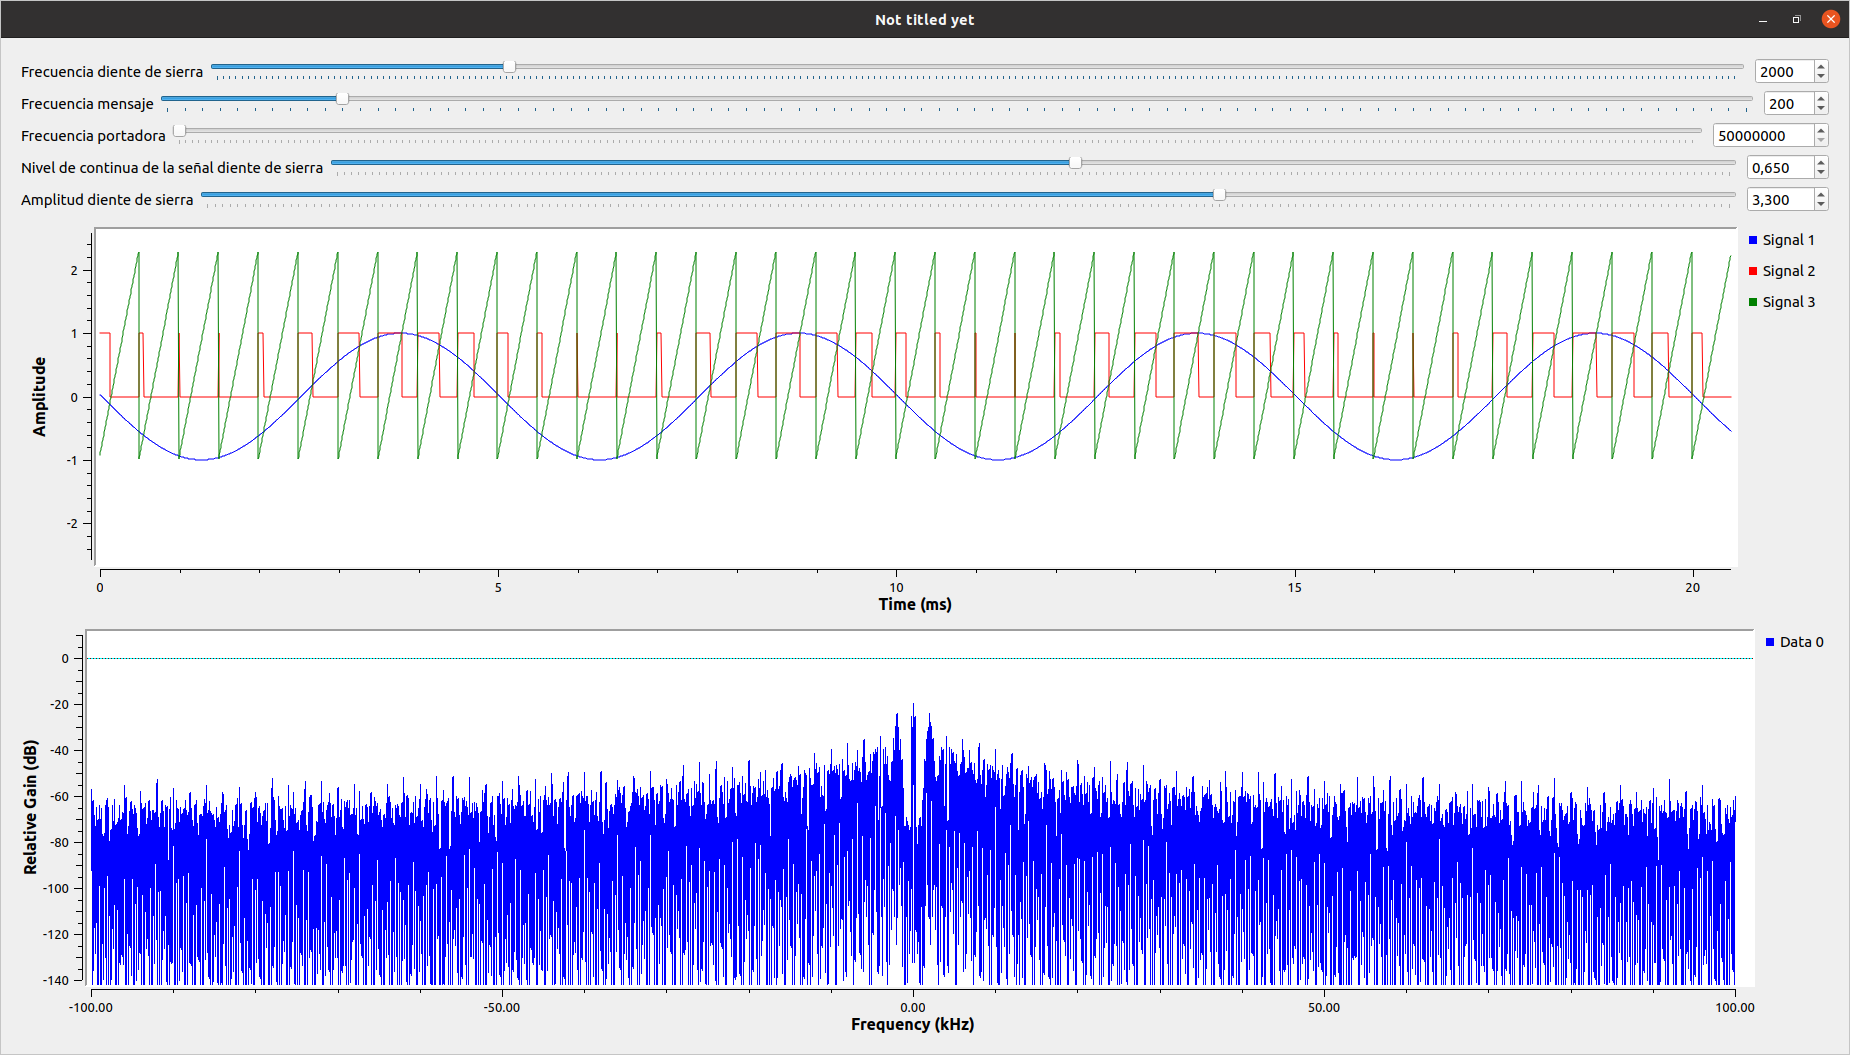 Not titled yet
Frecuencia diente de sierra 2000
Frecuencia mensaje 200
Frecuencia portadora 50000000
Nivel de continua de la señal diente de sierra 0,650
Amplitud diente de sierra 3,300
Signal 1
Signal 2
Signal 3
Amplitude
2
1
0
-1
-2
0 5 10 15 20
Time (ms)
Data 0
Relative Gain (dB)
0
-20
-40
-60
-80
-100
-120
-140
-100.00 -50.00 0.00 50.00 100.00
Frequency (kHz)